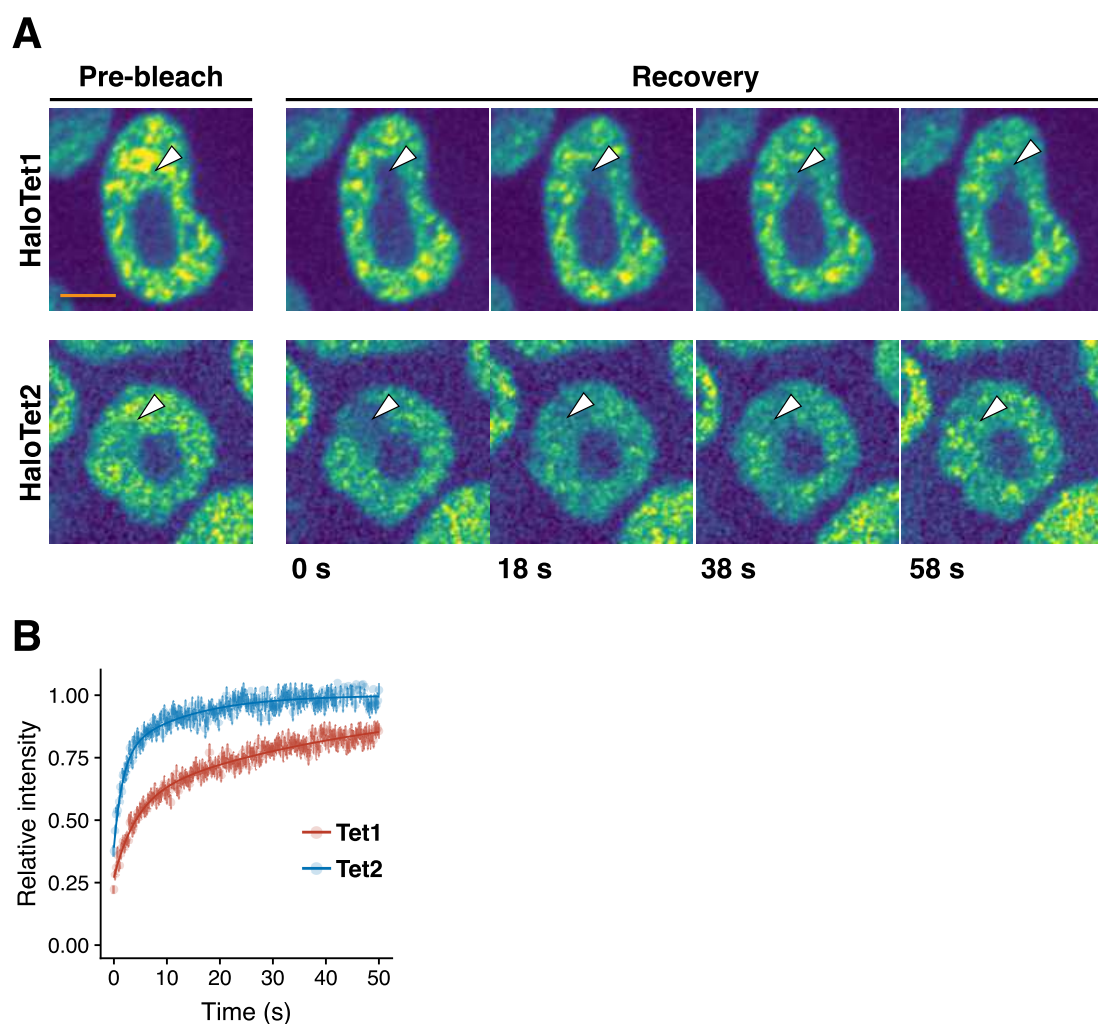 A
Pre-bleach
Recovery
HaloTet1
HaloTet2
0 s
18 s
38 s
58 s
B
Relative intensity
1.00
0.75
0.50
0.25
0.00
Tet1
Tet2
0 10 20 30 40 50
Time (s)